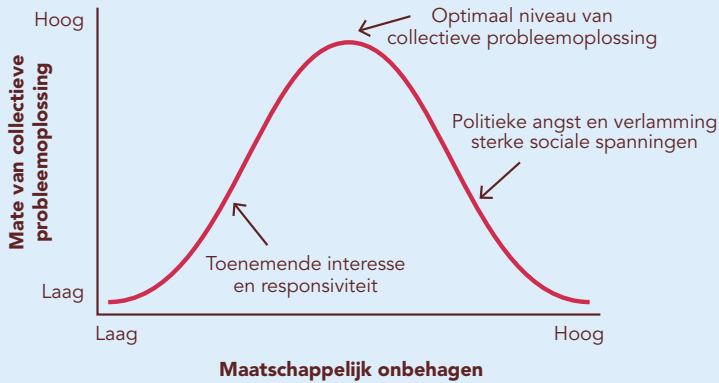 Hoog
Optimaal niveau van
collectieve probleemoplossing
Mate van collectieve
probleemoplossing
Politieke angst en verlamming
sterke sociale spanningen
Toenemende interesse
en responsiviteit
Laag
Laag
Hoog
Maatschappelijk onbehagen